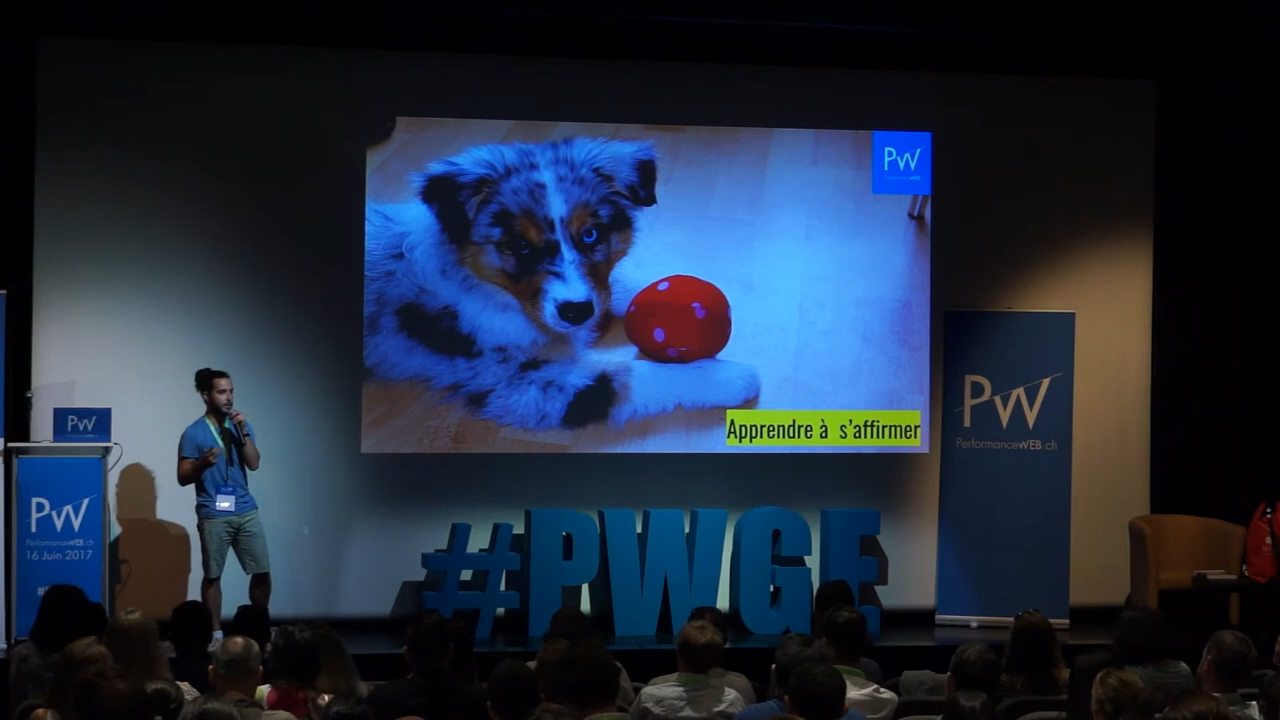 PW
Apprendre à s'affirmer
PW
PerformanceWEB.ch
PW
PW
PerformanceWEB.ch
16 Juin 2017
#PWGE